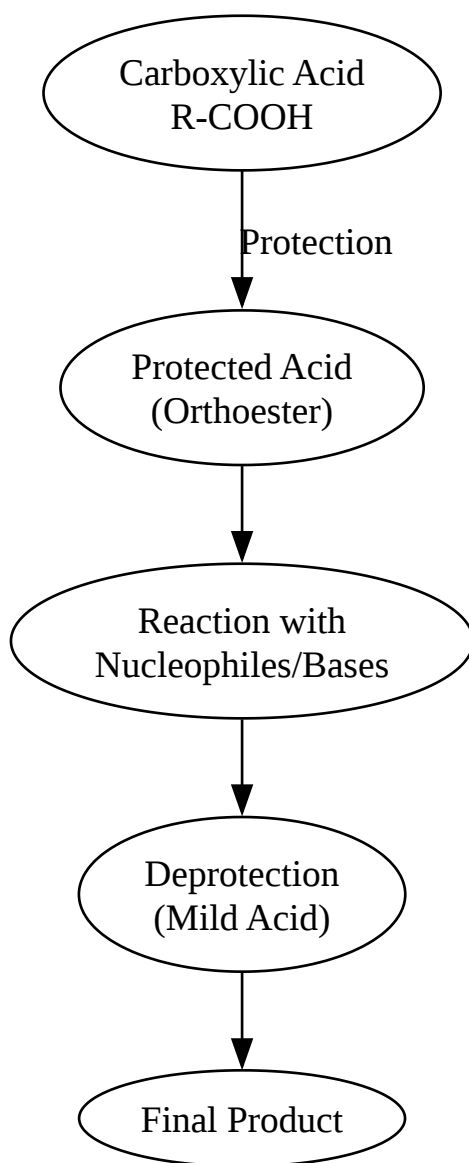 Carboxylic Acid
R-COOH
Protection
Protected Acid
(Orthoester)
Reaction with
Nucleophiles/Bases
Deprotection
(Mild Acid)
Final Product